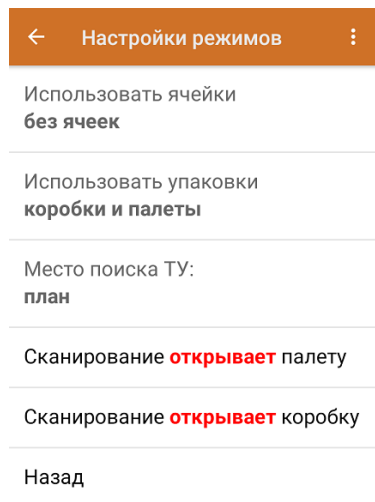 Настройки режимов
Использовать ячейки
без ячеек
Использовать упаковки
коробки и палеты
Место поиска ТУ:
план
Сканирование открывает палету
Сканирование открывает коробку
Назад